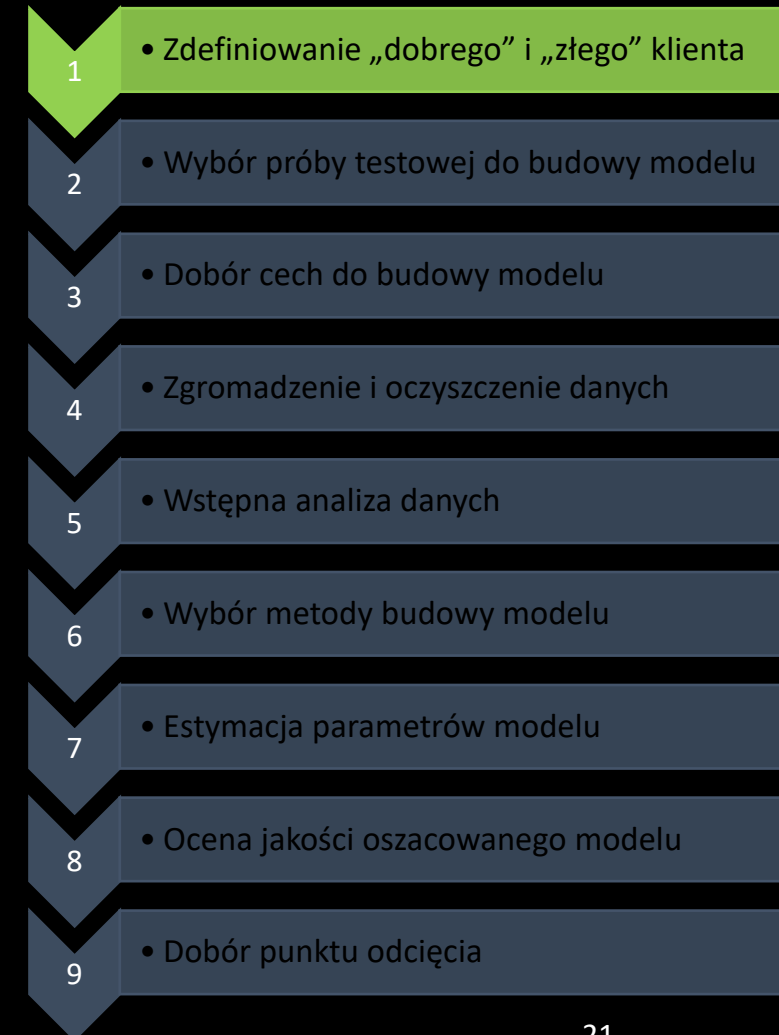 1
• Zdefiniowanie „dobrego” i „złego” klienta
2
• Wybór próby testowej do budowy modelu
3
• Dobór cech do budowy modelu
4
• Zgromadzenie i oczyszczenie danych
5
• Wstępna analiza danych
6
• Wybór metody budowy modelu
7
• Estymacja parametrów modelu
8
• Ocena jakości oszacowanego modelu
9
• Dobór punktu odcięcia
21